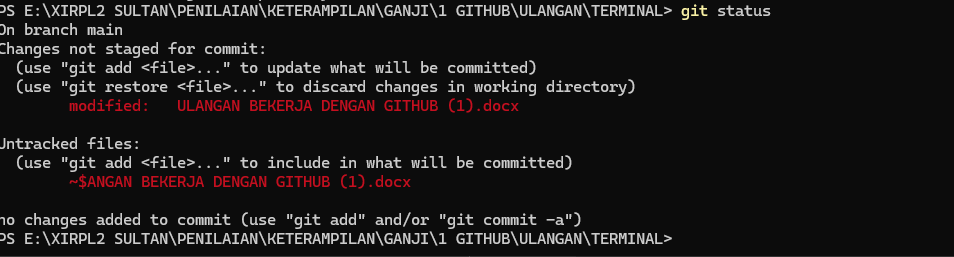 PS E:\XIRPL2 SULTAN\PENILAIAN\KETERAMPILAN\GANJI\1 GITHUB\ULANGAN\TERMINAL> git status
On branch main
Changes not staged for commit:
  (use "git add <file>..." to update what will be committed)
  (use "git restore <file>..." to discard changes in working directory)
        modified:   ULANGAN BEKERJA DENGAN GITHUB (1).docx

Untracked files:
  (use "git add <file>..." to include in what will be committed)
        ~$ANGAN BEKERJA DENGAN GITHUB (1).docx

no changes added to commit (use "git add" and/or "git commit -a")
PS E:\XIRPL2 SULTAN\PENILAIAN\KETERAMPILAN\GANJI\1 GITHUB\ULANGAN\TERMINAL>